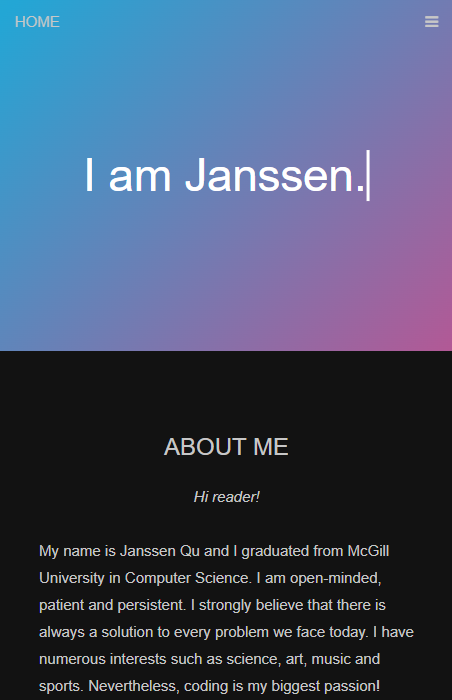 HOME
I am Janssen.
ABOUT ME
Hi reader!
My name is Janssen Qu and I graduated from McGill
University in Computer Science. I am open-minded,
patient and persistent. I strongly believe that there is
always a solution to every problem we face today. I have
numerous interests such as science, art, music and
sports. Nevertheless, coding is my biggest passion!